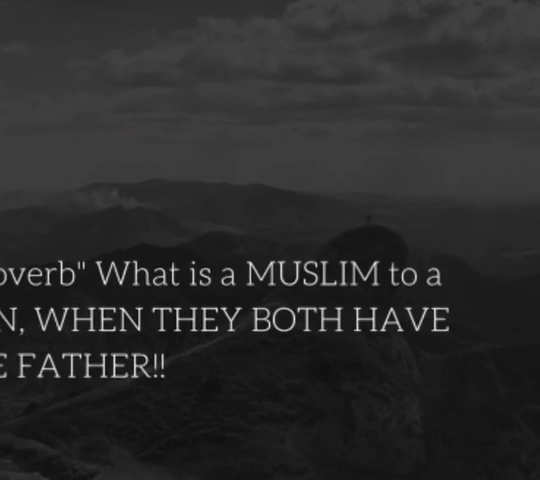 overb" What is a MUSLIM to a
N, WHEN THEY BOTH HAVE
E FATHER!!